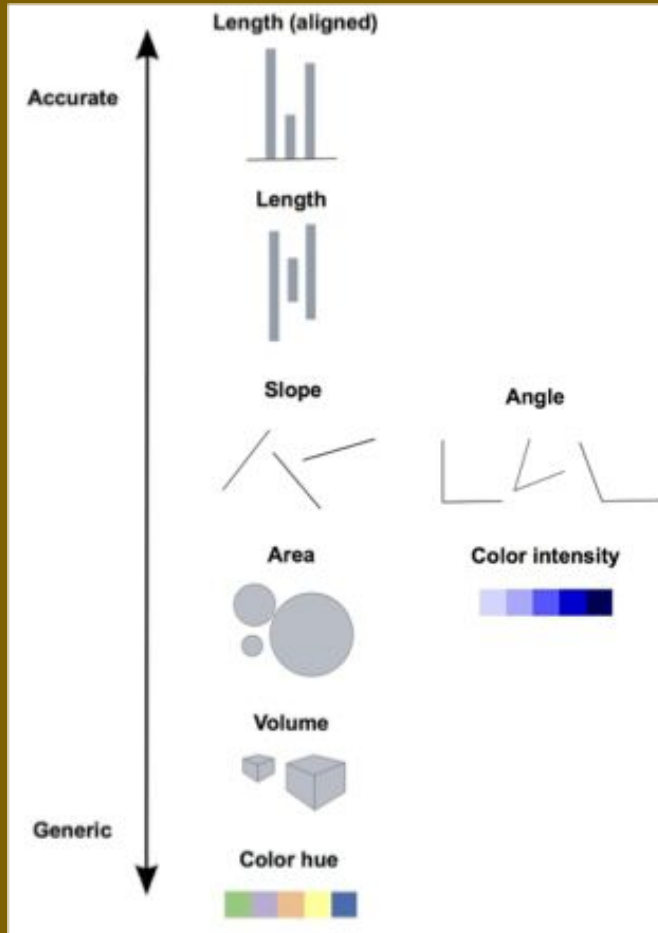 Length (aligned)
Accurate
Length
Slope
Angle
Area
Color intensity
Volume
Generic
Color hue